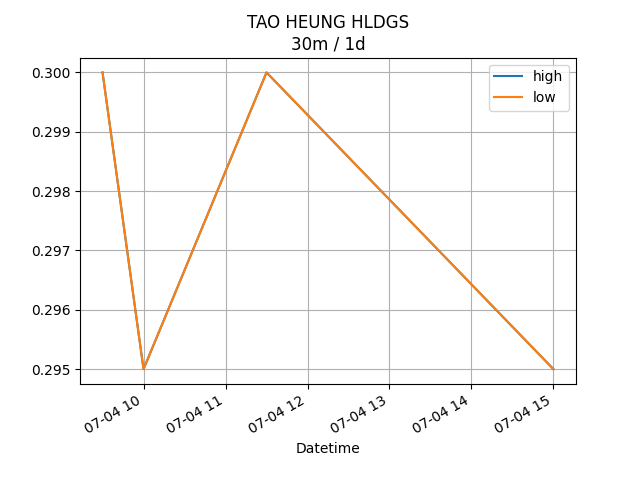 TAO HEUNG HLDGS
30m / 1d
high
low
0.300
0.299
0.298
0.297
0.296
0.295
07-04 10
07-04 11
07-04 12
07-04 13
07-04 14
07-04 15
Datetime